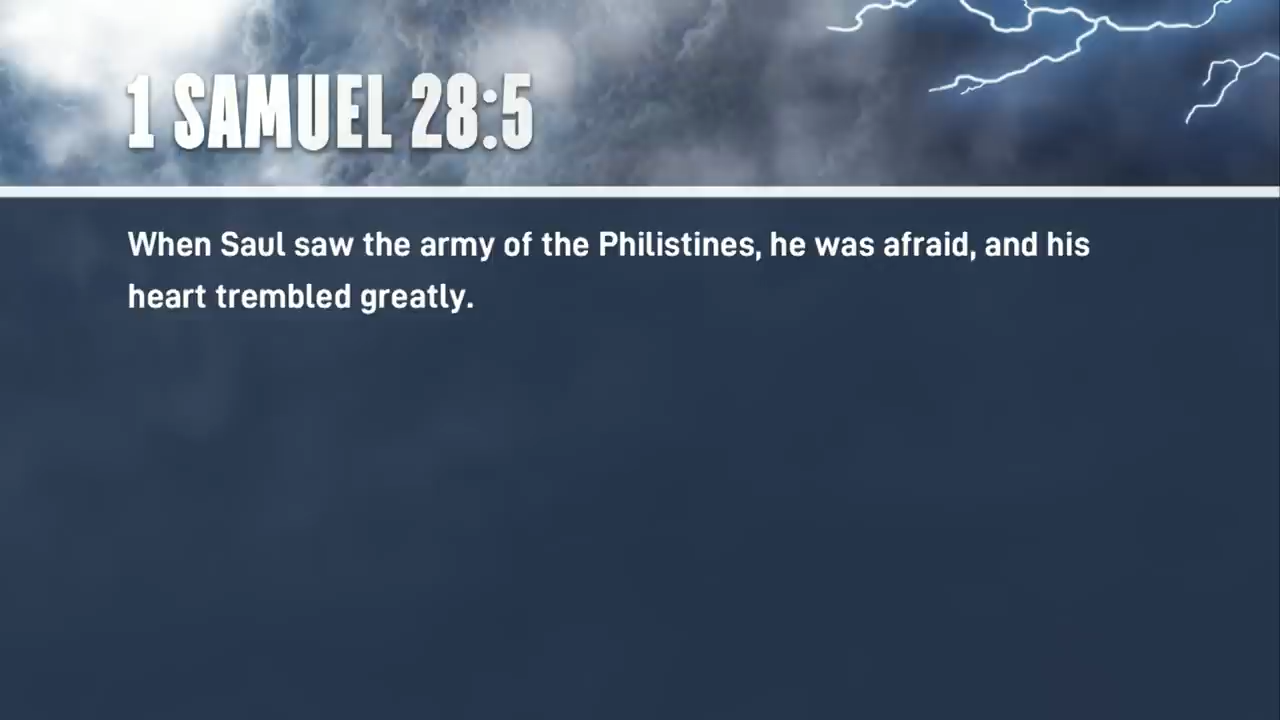 1 SAMUEL 28:5
When Saul saw the army of the Philistines, he was afraid, and his
heart trembled greatly.